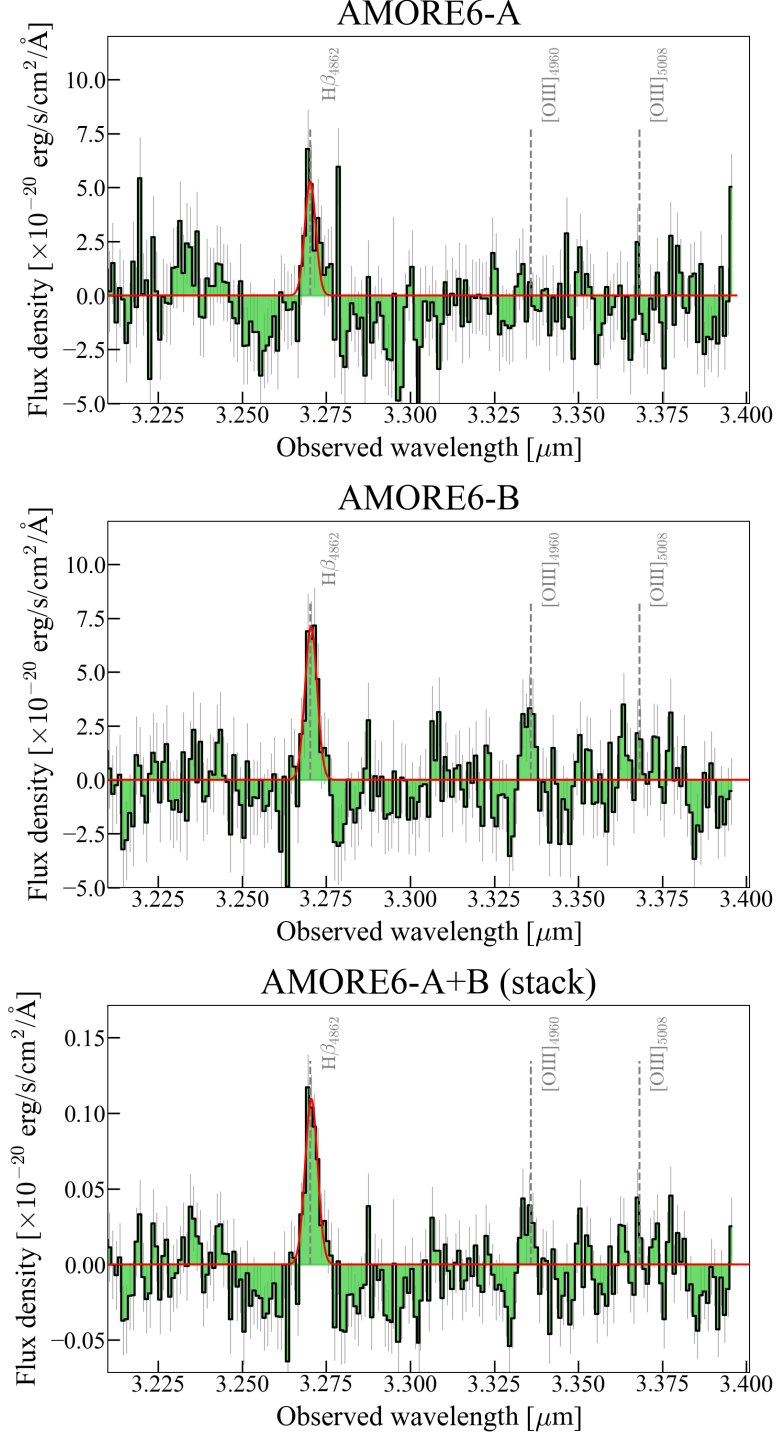 AMORE6-A
Flux density [×10⁻²⁰ erg/s/cm²/Å]
10.0
7.5
5.0
2.5
0.0
−2.5
−5.0
Hβ4862
[OIII]4960
[OIII]5008
3.225 3.250 3.275 3.300 3.325 3.350 3.375 3.400
Observed wavelength [μm]
AMORE6-B
Flux density [×10⁻²⁰ erg/s/cm²/Å]
10.0
7.5
5.0
2.5
0.0
−2.5
−5.0
Hβ4862
[OIII]4960
[OIII]5008
3.225 3.250 3.275 3.300 3.325 3.350 3.375 3.400
Observed wavelength [μm]
AMORE6-A+B (stack)
Flux density [×10⁻²⁰ erg/s/cm²/Å]
0.15
0.10
0.05
0.00
−0.05
Hβ4862
[OIII]4960
[OIII]5008
3.225 3.250 3.275 3.300 3.325 3.350 3.375 3.400
Observed wavelength [μm]